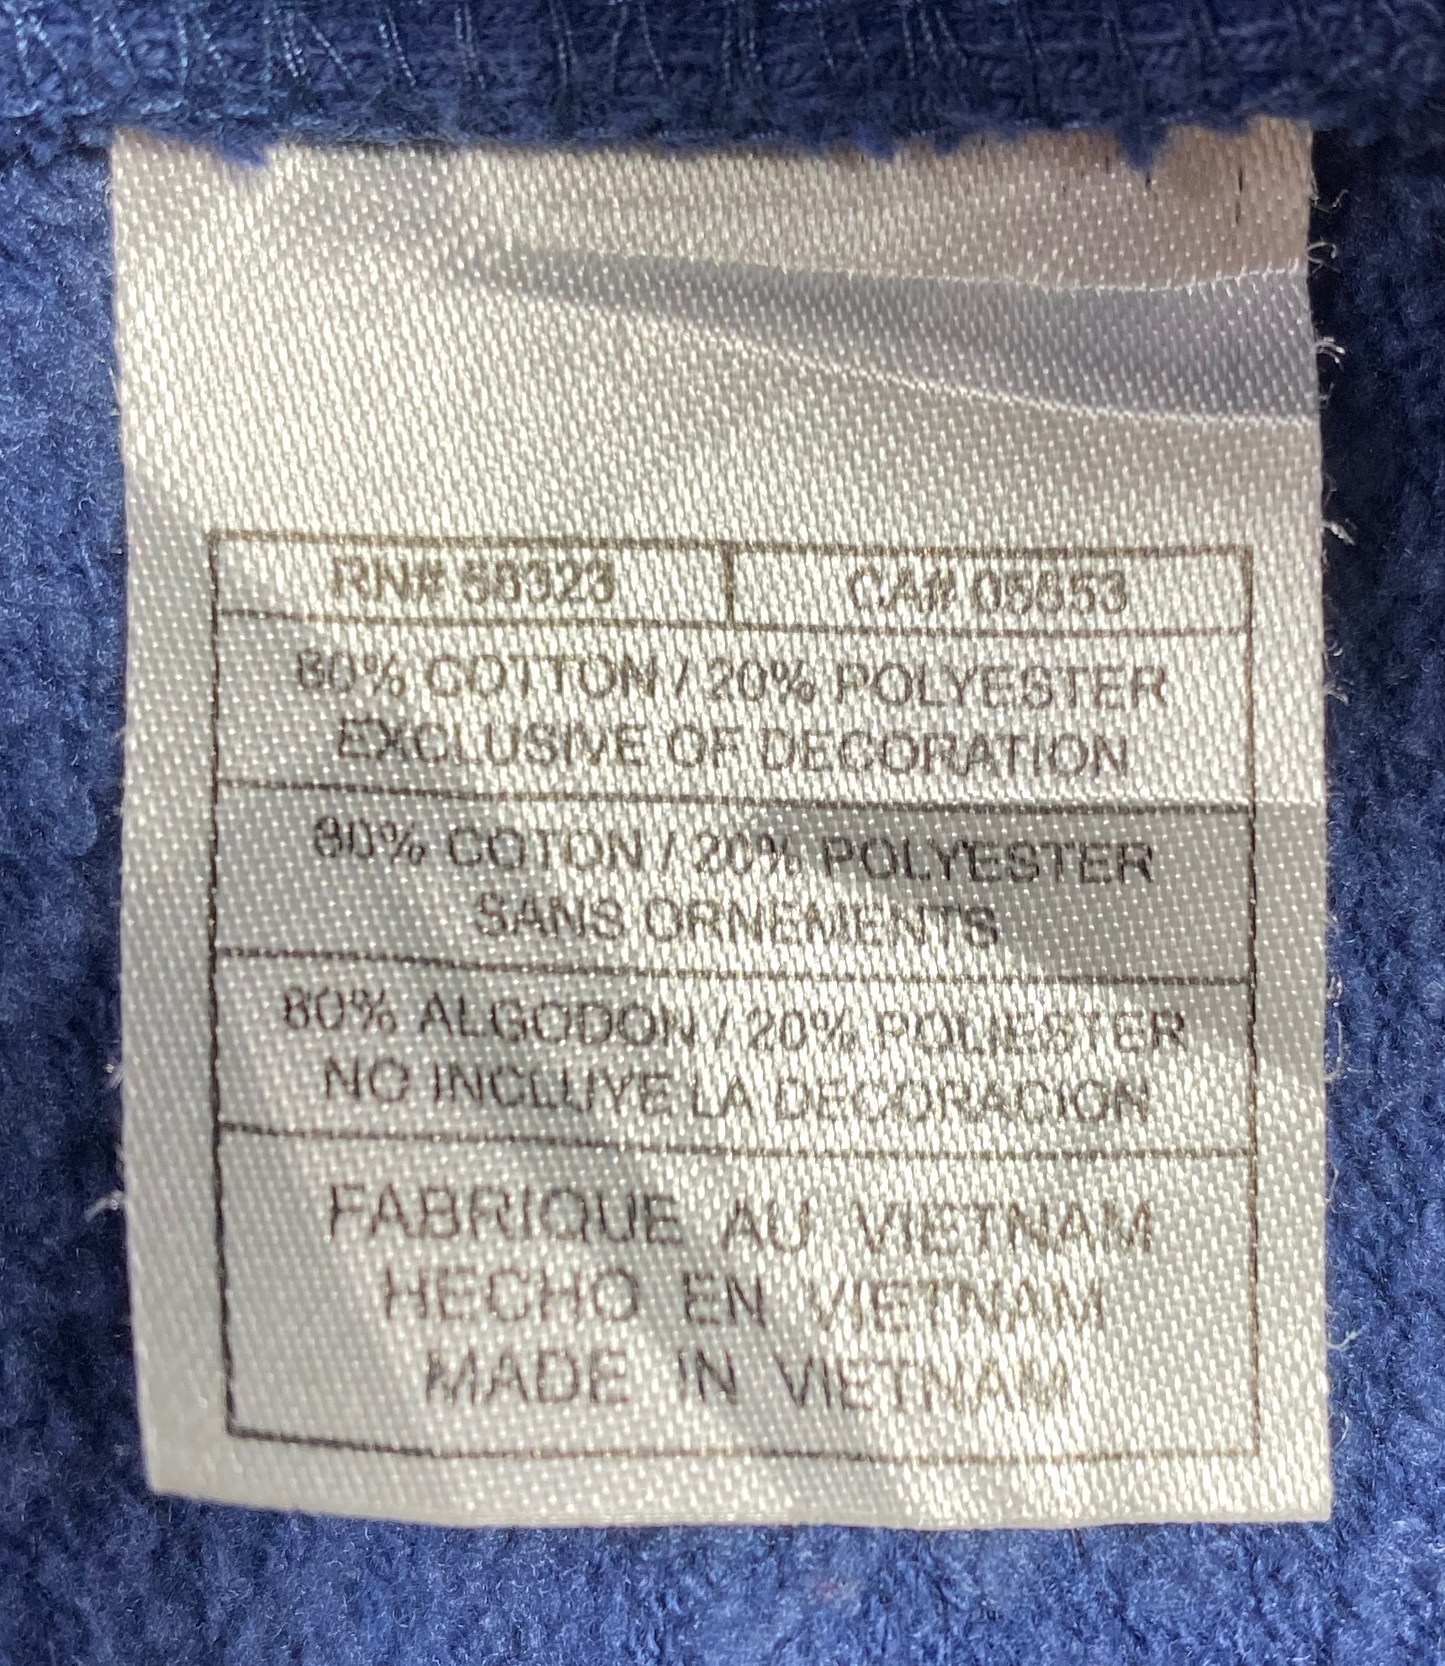 RN# 58323 CA# 05553
80% COTTON / 20% POLYESTER
EXCLUSIVE OF DECORATION
80% COTON / 20% POLYESTER
SANS ORNEMENTS
80% ALGODON / 20% POLIESTER
NO INCLUYE LA DECORACION
FABRIQUE AU VIETNAM
HECHO EN VIETNAM
MADE IN VIETNAM